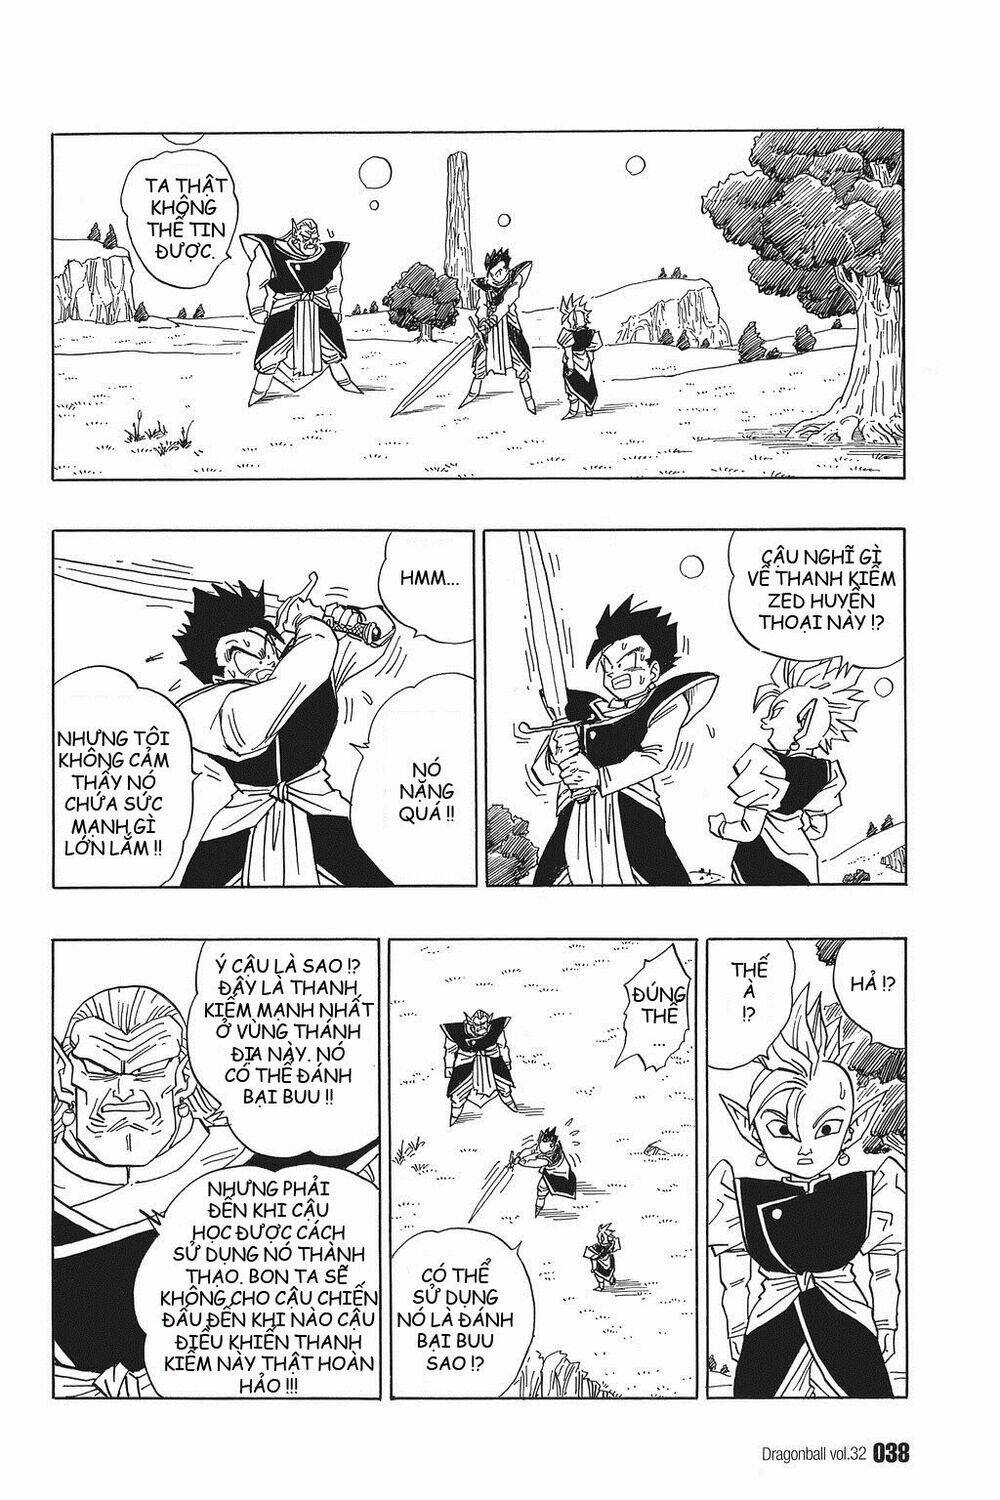 TA THẬT
KHÔNG
THỂ TIN
ĐƯỢC.
CẬU NGHĨ GÌ
VỀ THANH KIẾM
ZED HUYỀN
THOẠI NÀY !?
HMM...
NÓ
NẶNG
QUÁ !!
NHƯNG TÔI
KHÔNG CẢM
THẤY NÓ
CHỨA SỨC
MẠNH GÌ
LỚN LẮM !!
HẢ !?
THẾ
À
!?
ĐÚNG
THẾ
CÓ THỂ
SỬ DỤNG
NÓ LÀ ĐÁNH
BẠI BUU
SAO !?
Ý CẬU LÀ SAO !?
ĐÂY LÀ THANH
KIẾM MẠNH NHẤT
Ở VÙNG THÁNH
ĐỊA NÀY. NÓ
CÓ THỂ ĐÁNH
BẠI BUU !!
NHƯNG PHẢI
ĐẾN KHI CẬU
HỌC ĐƯỢC CÁCH
SỬ DỤNG NÓ THÀNH
THẠO. BON TA SẼ
KHÔNG CHO CẬU CHIẾN
ĐẤU ĐẾN KHI NÀO CẬU
ĐIỀU KHIỂN THANH
KIẾM NÀY THẬT HOÀN
HẢO !!!
Dragonball vol.32 038